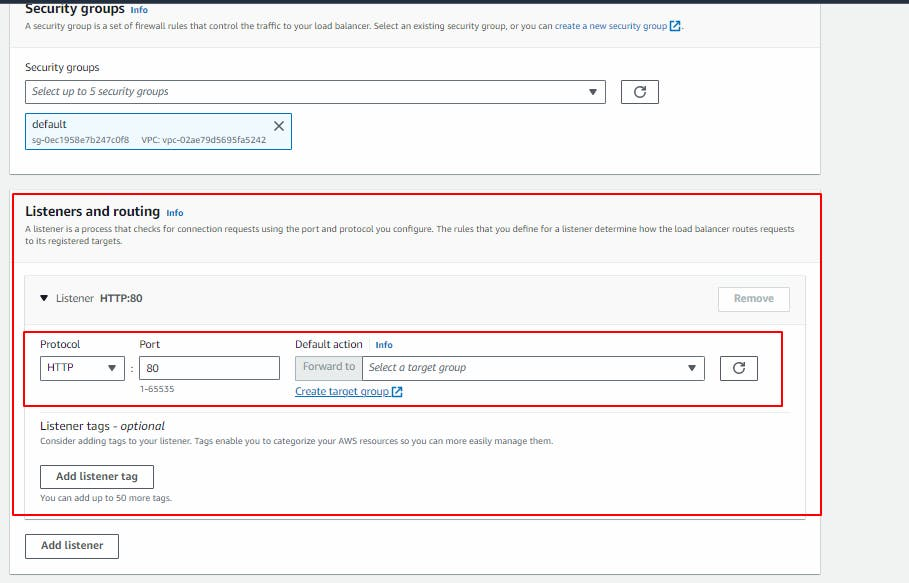 Security groups Info
A security group is a set of firewall rules that control the traffic to your load balancer. Select an existing security group, or you can create a new security group.
Security groups
Select up to 5 security groups
default
sg-0ec1958e7b247c0f8 VPC: vpc-02ae79d5695fa5242
Listeners and routing Info
A listener is a process that checks for connection requests using the port and protocol you configure. The rules that you define for a listener determine how the load balancer routes requests
to its registered targets.
Listener HTTP:80
Remove
Protocol Port Default action Info
HTTP : 80 Forward to Select a target group
1-65535
Create target group
Listener tags - optional
Consider adding tags to your listener. Tags enable you to categorize your AWS resources so you can more easily manage them.
Add listener tag
You can add up to 50 more tags.
Add listener